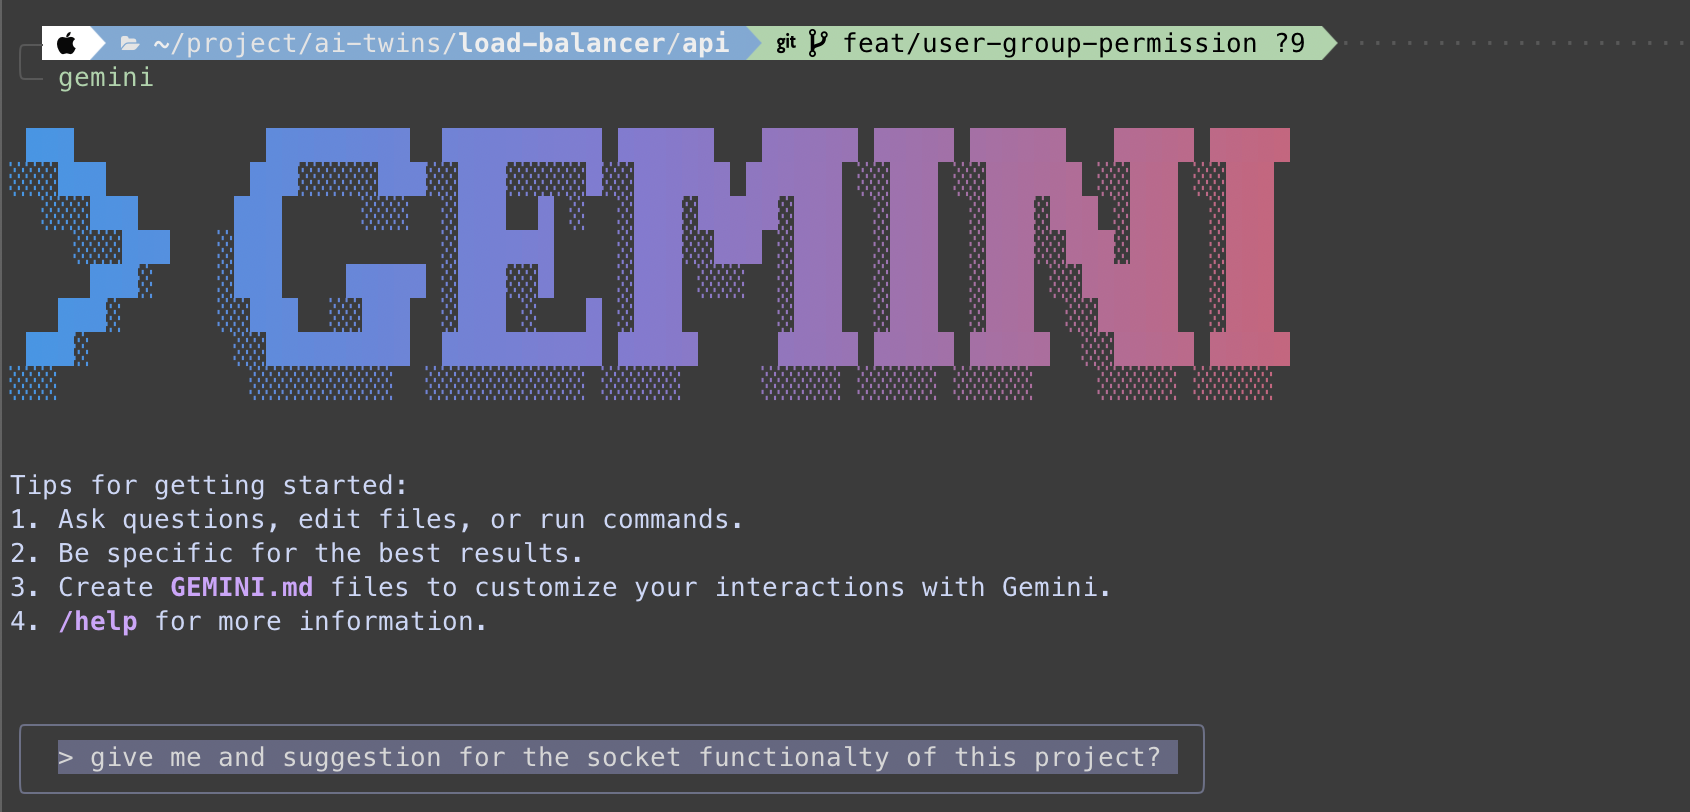 ~/project/ai-twins/load-balancer/api git feat/user-group-permission ?9
gemini
> GEMINI
Tips for getting started:
1. Ask questions, edit files, or run commands.
2. Be specific for the best results.
3. Create GEMINI.md files to customize your interactions with Gemini.
4. /help for more information.
> give me and suggestion for the socket functionalty of this project?